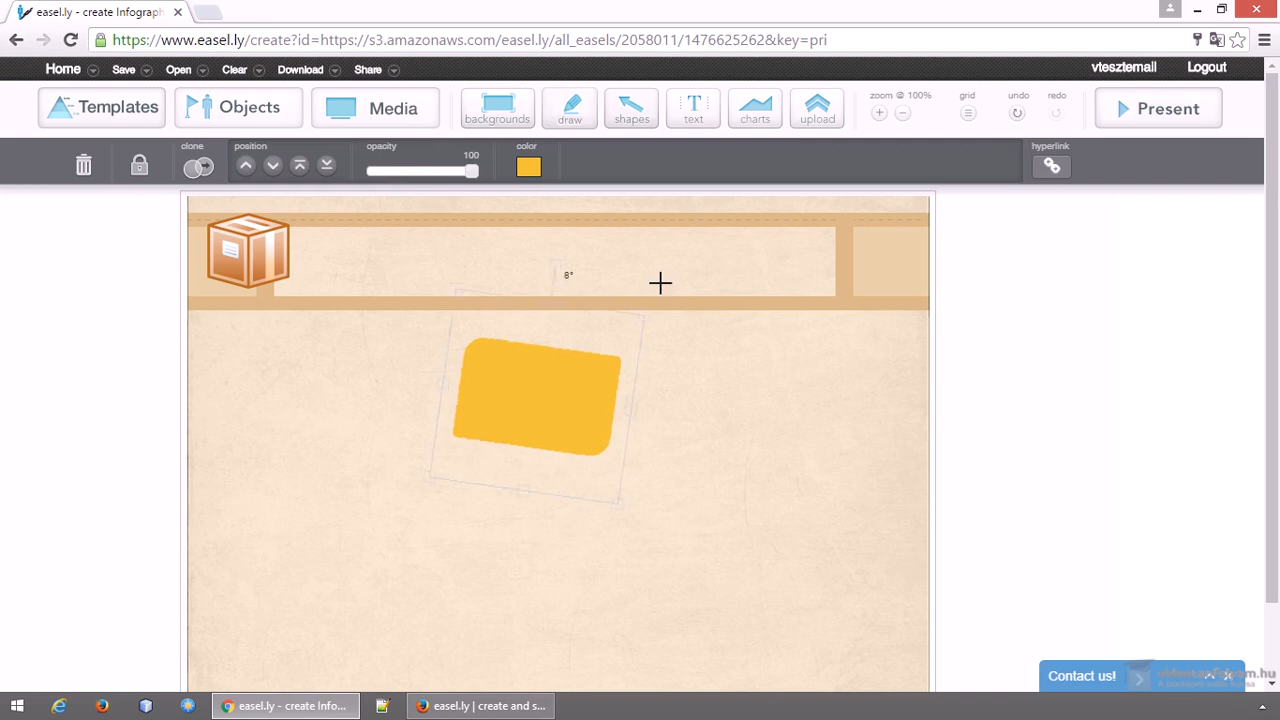 easel.ly - create Infograph
https://www.easel.ly/create?id=https://s3.amazonaws.com/easel.ly/all_easels/2058011/1476625262&key=pri
Home Save Open Clear Download Share vtesztemail Logout
Templates Objects Media backgrounds draw shapes text charts upload zoom @ 100% grid undo redo Present
clone position opacity 100 color hyperlink
8°
Contact us!
easel.ly - create Info... easel.ly | create and s...